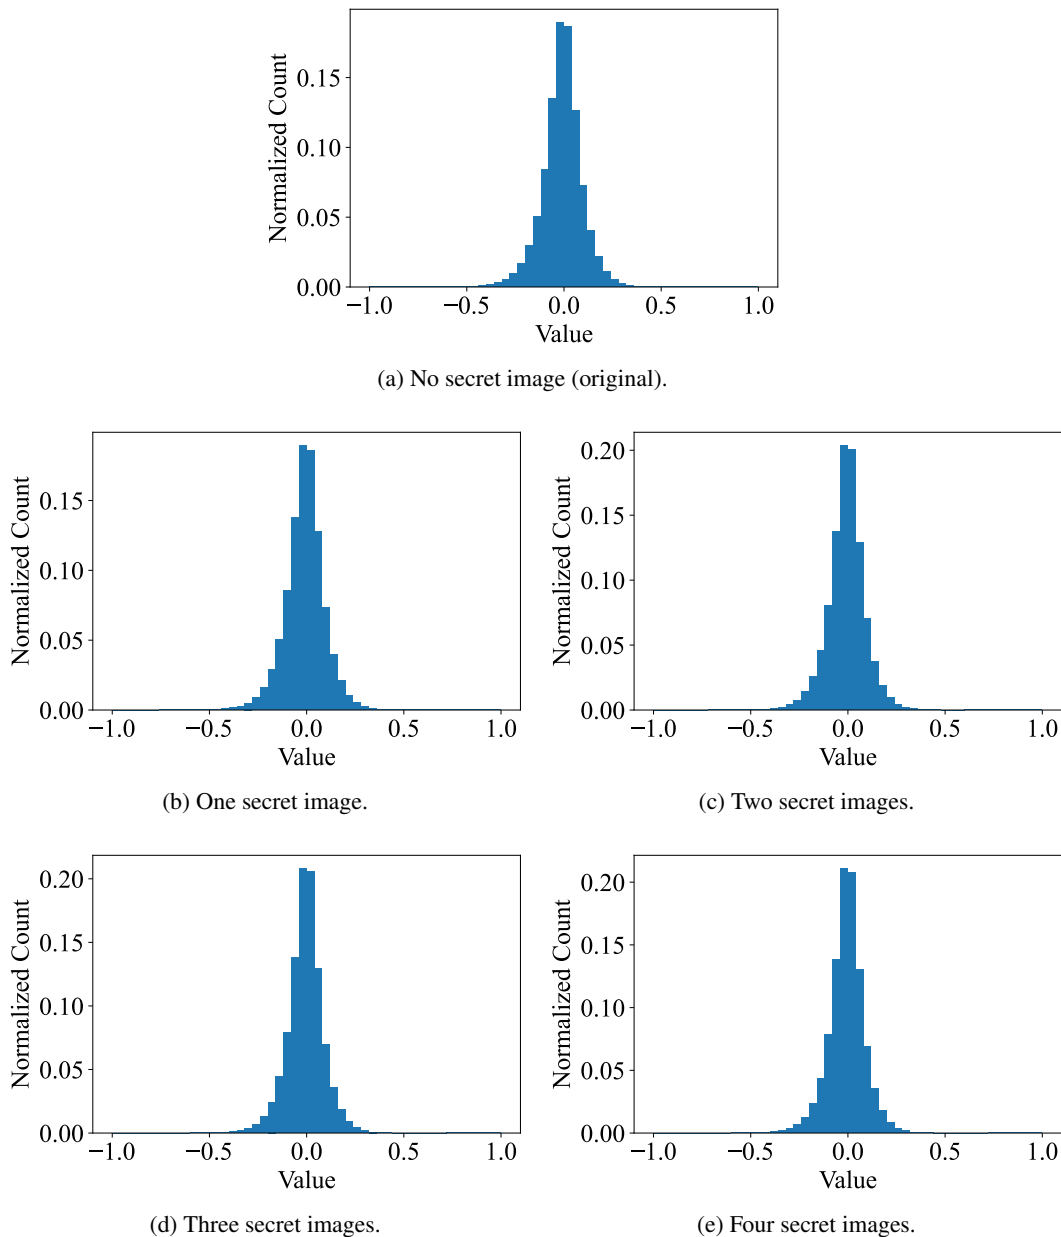 Normalized Count
0.15
0.10
0.05
0.00
−1.0 −0.5 0.0 0.5 1.0
Value
(a) No secret image (original).
Normalized Count
0.15
0.10
0.05
0.00
−1.0 −0.5 0.0 0.5 1.0
Value
(b) One secret image.
Normalized Count
0.20
0.15
0.10
0.05
0.00
−1.0 −0.5 0.0 0.5 1.0
Value
(c) Two secret images.
Normalized Count
0.20
0.15
0.10
0.05
0.00
−1.0 −0.5 0.0 0.5 1.0
Value
(d) Three secret images.
Normalized Count
0.20
0.15
0.10
0.05
0.00
−1.0 −0.5 0.0 0.5 1.0
Value
(e) Four secret images.